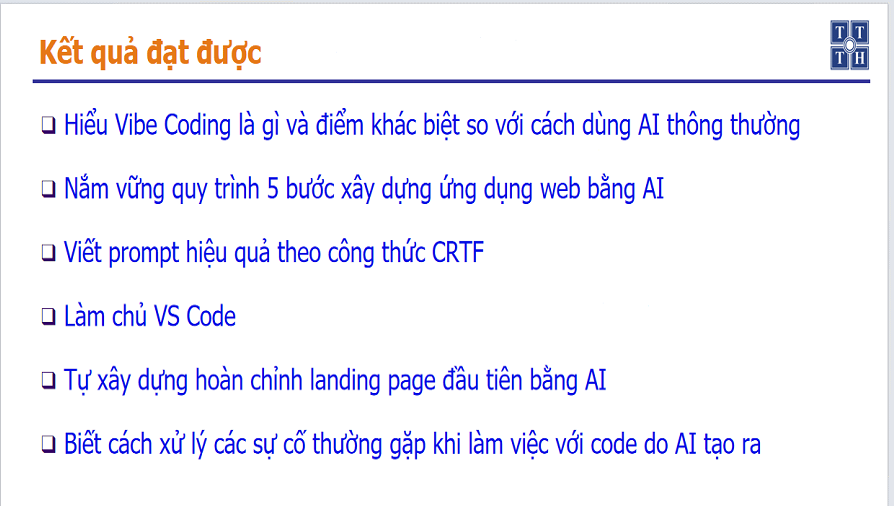 Kết quả đạt được
T T
T H
Hiểu Vibe Coding là gì và điểm khác biệt so với cách dùng AI thông thường
Nắm vững quy trình 5 bước xây dựng ứng dụng web bằng AI
Viết prompt hiệu quả theo công thức CRTF
Làm chủ VS Code
Tự xây dựng hoàn chỉnh landing page đầu tiên bằng AI
Biết cách xử lý các sự cố thường gặp khi làm việc với code do AI tạo ra